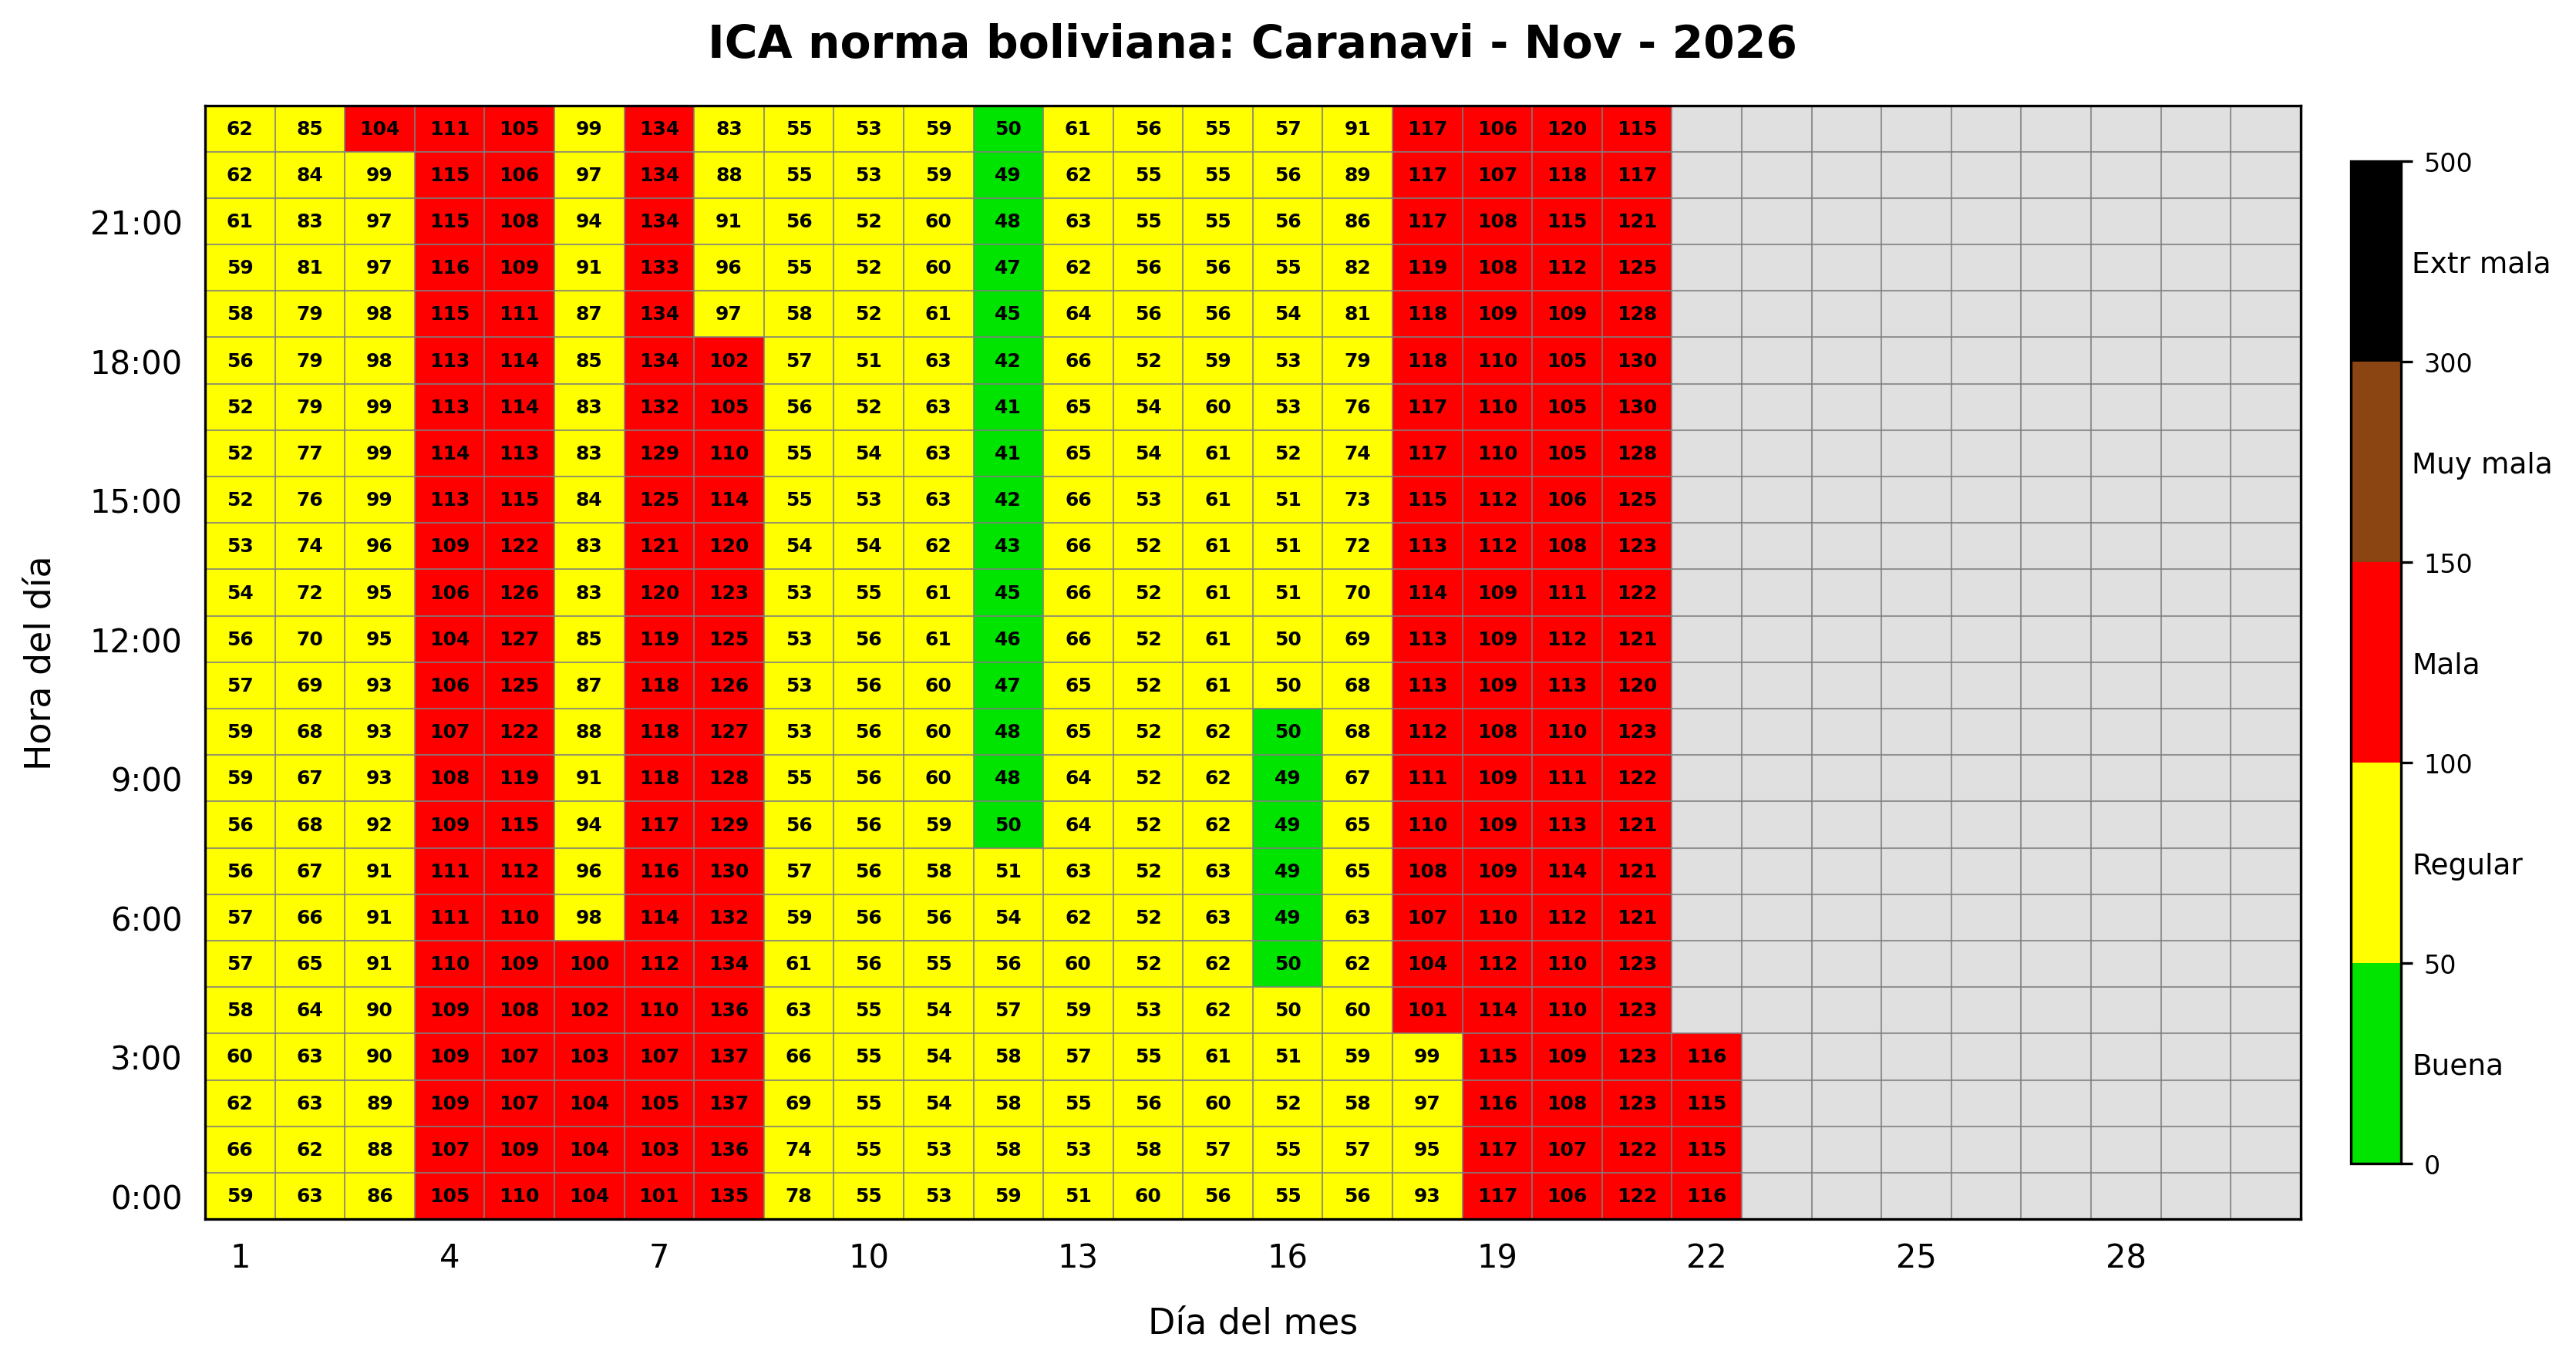 ICA norma boliviana: Caranavi - Nov - 2026
62 85 104 111 105 99 134 83 55 53 59 50 61 56 55 57 91 117 106 120 115
62 84 99 115 106 97 134 88 55 53 59 49 62 55 55 56 89 117 107 118 117
21:00 61 83 97 115 108 94 134 91 56 52 60 48 63 55 55 56 86 117 108 115 121
59 81 97 116 109 91 133 96 55 52 60 47 62 56 56 55 82 119 108 112 125
58 79 98 115 111 87 134 97 58 52 61 45 64 56 56 54 81 118 109 109 128
18:00 56 79 98 113 114 85 134 102 57 51 63 42 66 52 59 53 79 118 110 105 130
52 79 99 113 114 83 132 105 56 52 63 41 65 54 60 53 76 117 110 105 130
52 77 99 114 113 83 129 110 55 54 63 41 65 54 61 52 74 117 110 105 128
15:00 52 76 99 113 115 84 125 114 55 53 63 42 66 53 61 51 73 115 112 106 125
53 74 96 109 122 83 121 120 54 54 62 43 66 52 61 51 72 113 112 108 123
54 72 95 106 126 83 120 123 53 55 61 45 66 52 61 51 70 114 109 111 122
12:00 56 70 95 104 127 85 119 125 53 56 61 46 66 52 61 50 69 113 109 112 121
57 69 93 106 125 87 118 126 53 56 60 47 65 52 61 50 68 113 109 113 120
59 68 93 107 122 88 118 127 53 56 60 48 65 52 62 50 68 112 108 110 123
9:00 59 67 93 108 119 91 118 128 55 56 60 48 64 52 62 49 67 111 109 111 122
56 68 92 109 115 94 117 129 56 56 59 50 64 52 62 49 65 110 109 113 121
56 67 91 111 112 96 116 130 57 56 58 51 63 52 63 49 65 108 109 114 121
6:00 57 66 91 111 110 98 114 132 59 56 56 54 62 52 63 49 63 107 110 112 121
57 65 91 110 109 100 112 134 61 56 55 56 60 52 62 50 62 104 112 110 123
58 64 90 109 108 102 110 136 63 55 54 57 59 53 62 50 60 101 114 110 123
3:00 60 63 90 109 107 103 107 137 66 55 54 58 57 55 61 51 59 99 115 109 123 116
62 63 89 109 107 104 105 137 69 55 54 58 55 56 60 52 58 97 116 108 123 115
66 62 88 107 109 104 103 136 74 55 53 58 53 58 57 55 57 95 117 107 122 115
0:00 59 63 86 105 110 104 101 135 78 55 53 59 51 60 56 55 56 93 117 106 122 116
1 4 7 10 13 16 19 22 25 28
Día del mes
Hora del día
500
Extr mala
300
Muy mala
150
Mala
100
Regular
50
Buena
0